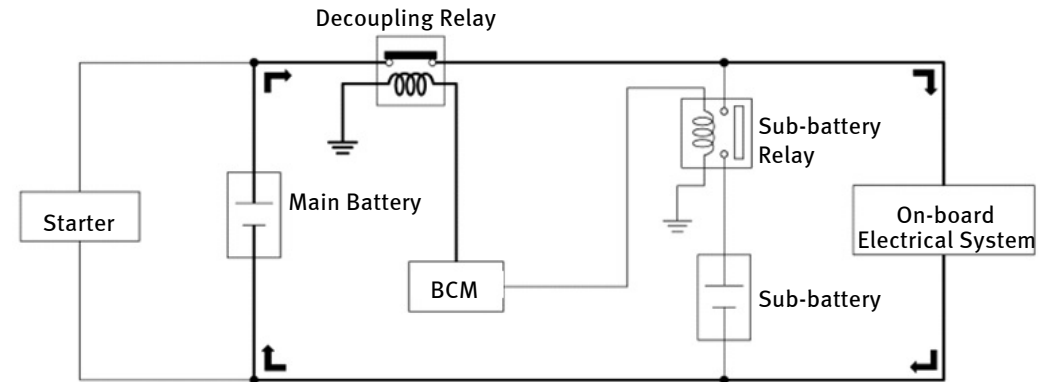 Decoupling Relay
Sub-battery
Relay
Main Battery
Starter
On-board
Electrical System
BCM
Sub-battery